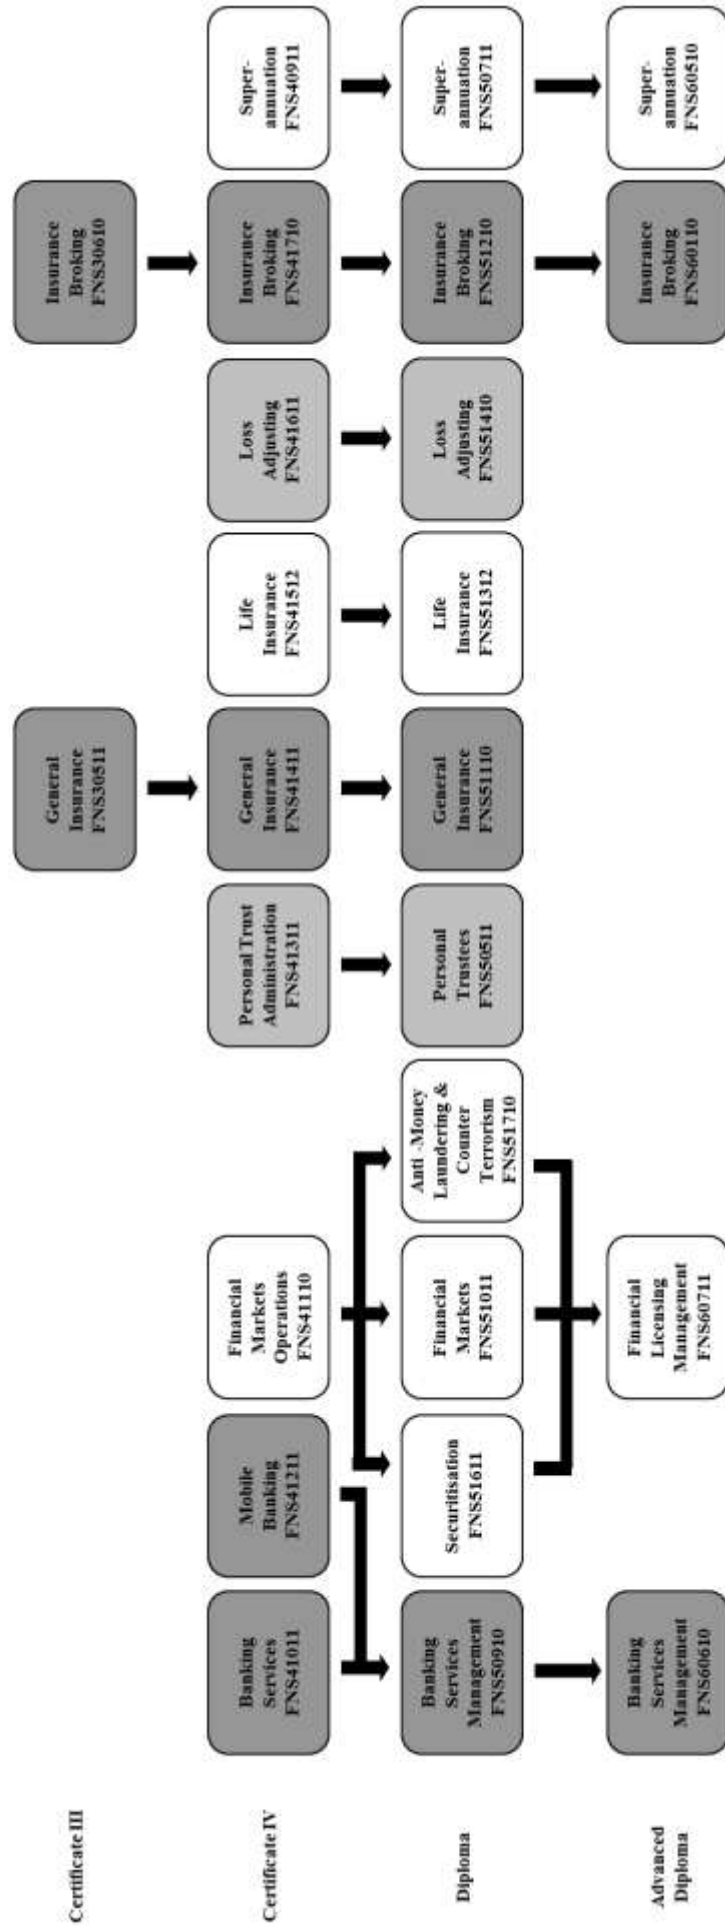 Certificate III
General
Insurance
FNS30511
Insurance
Broking
FNS30610
Certificate IV
Banking
Services
FNS41011
Mobile
Banking
FNS41211
Financial
Markets
Operations
FNS41110
Personal Trust
Administration
FNS41311
General
Insurance
FNS41411
Life
Insurance
FNS41512
Loss
Adjusting
FNS41611
Insurance
Broking
FNS41710
Super-
annuation
FNS40911
Diploma
Banking
Services
Management
FNS50910
Securitisation
FNS51611
Financial
Markets
FNS51011
Anti -Money
Laundering &
Counter
Terrorism
FNS51710
Personal
Trustees
FNS50511
General
Insurance
FNS51110
Life
Insurance
FNS51312
Loss
Adjusting
FNS51410
Insurance
Broking
FNS51210
Super-
annuation
FNS50711
Advanced
Diploma
Banking
Services
Management
FNS60610
Financial
Licensing
Management
FNS60711
Insurance
Broking
FNS60110
Super-
annuation
FNS60510